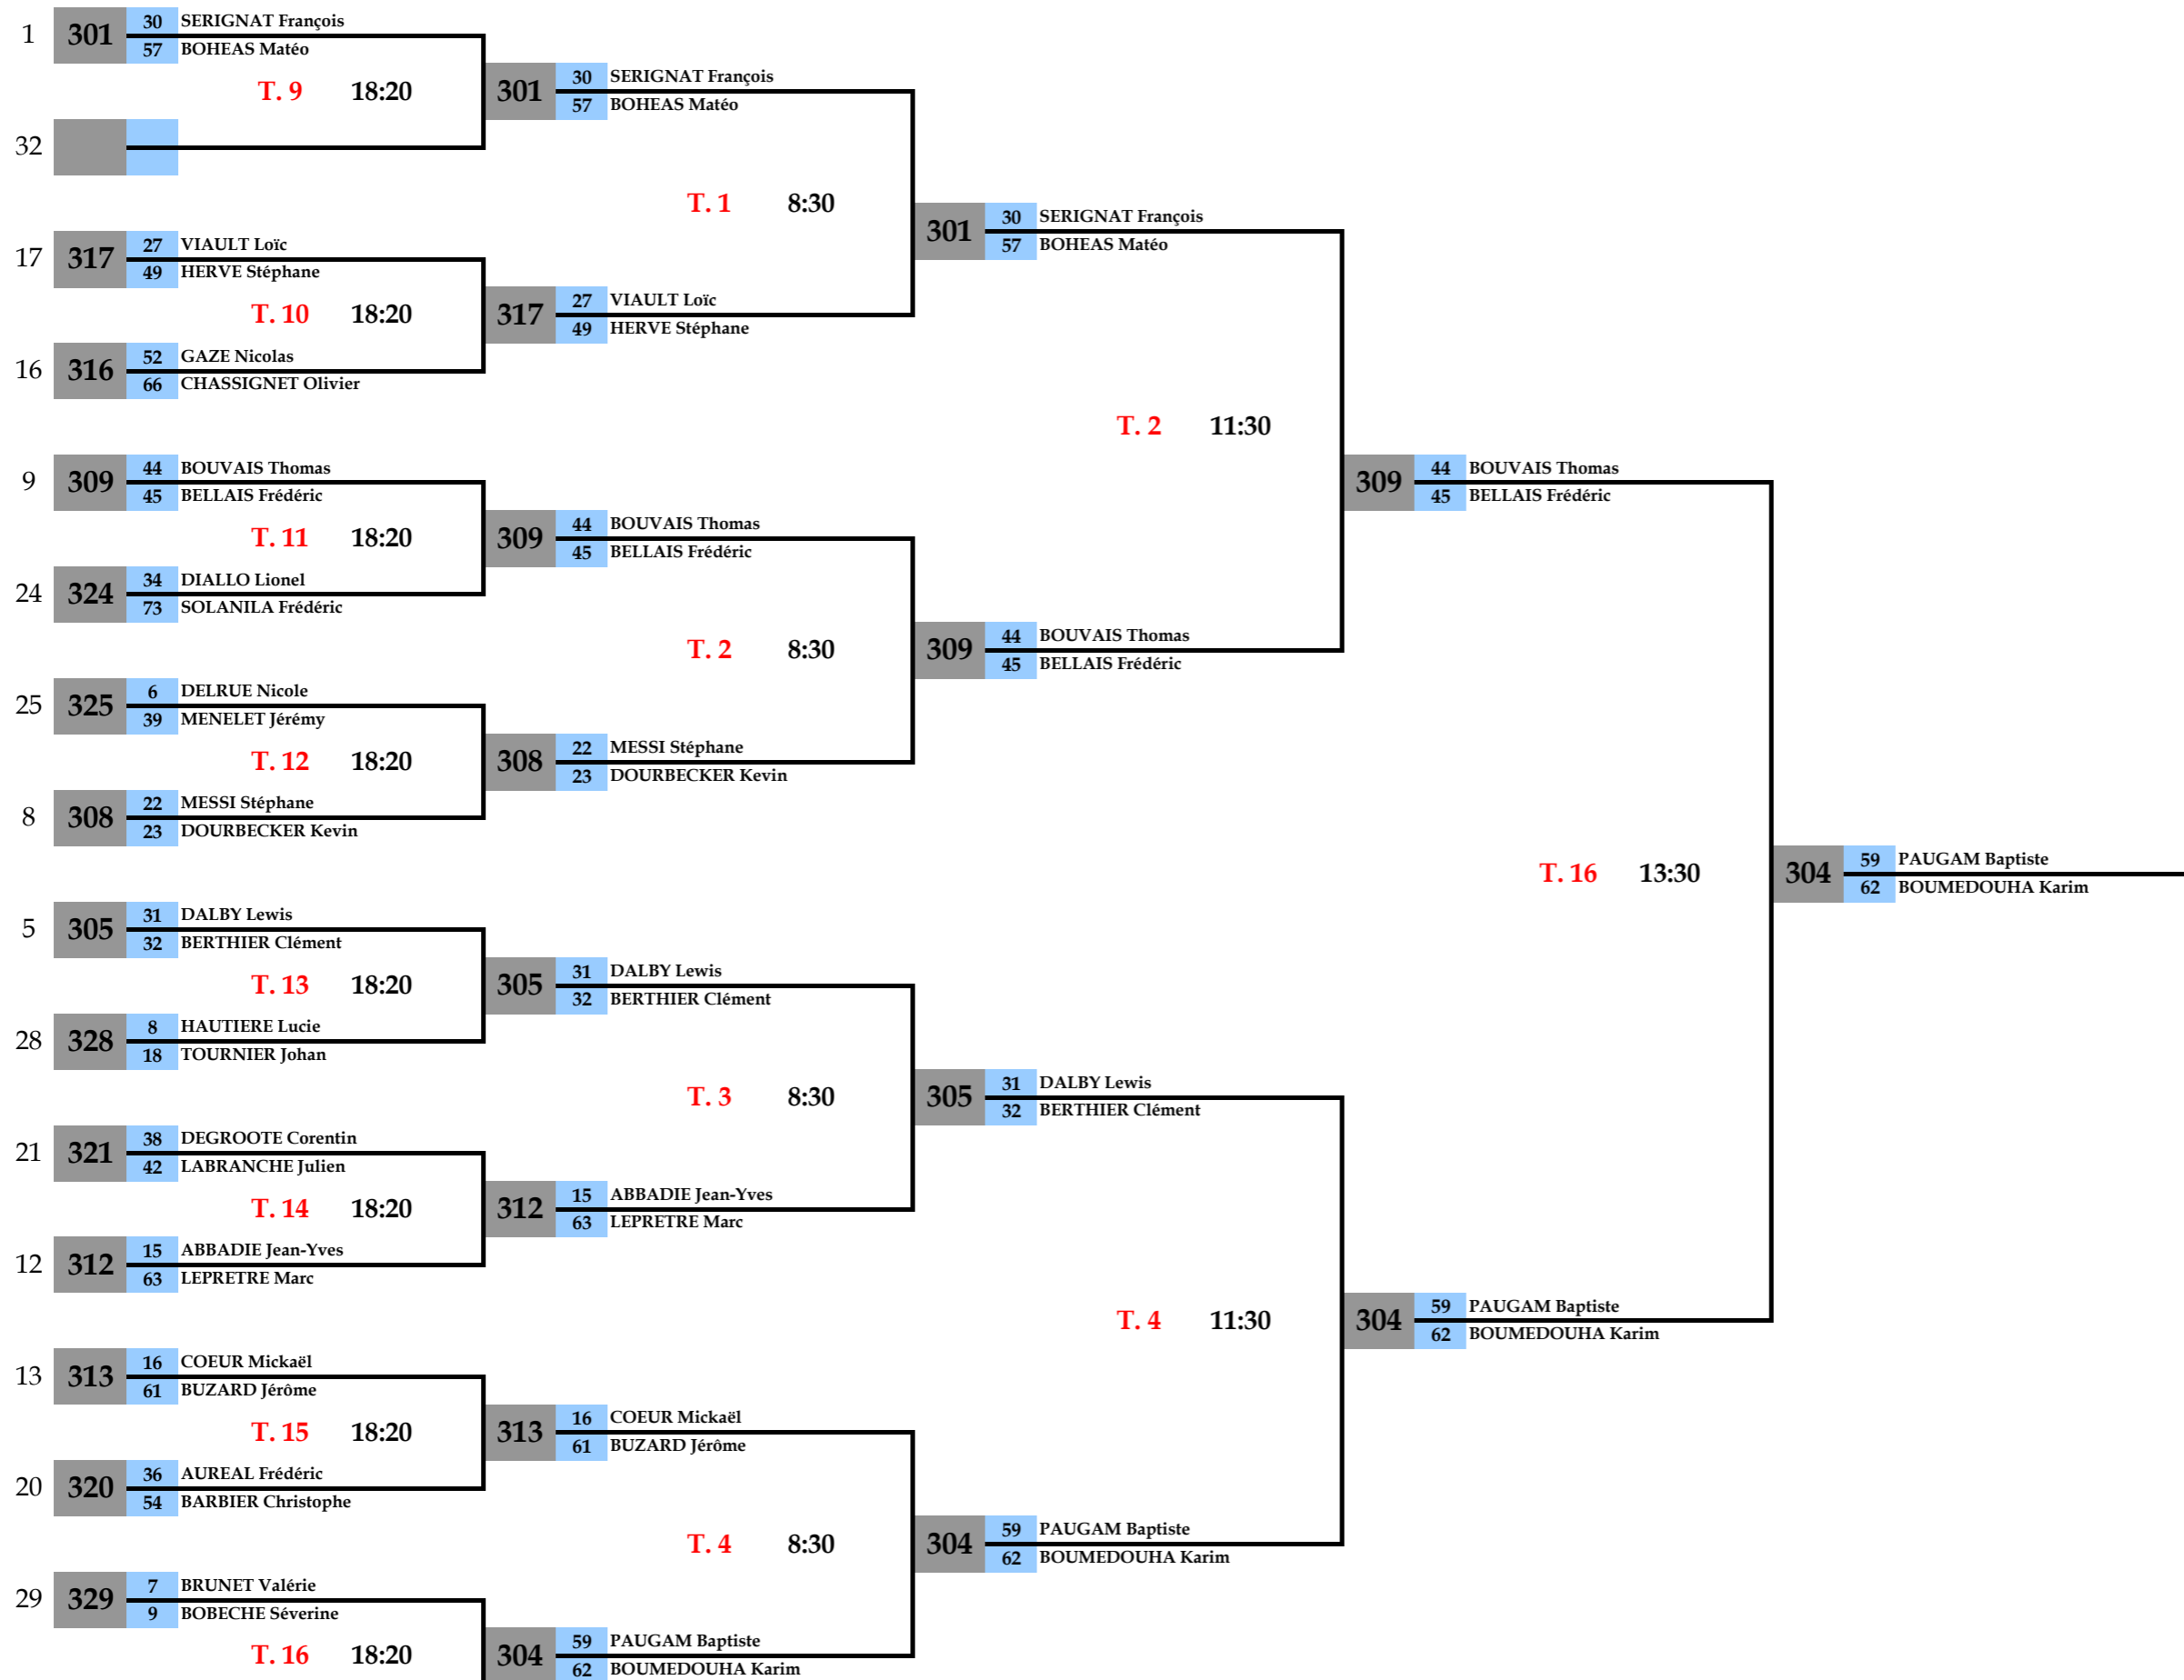 1 301 30 SERIGNAT François
57 BOHEAS Matéo
T. 9 18:20
301 30 SERIGNAT François
57 BOHEAS Matéo
32
T. 1 8:30
301 30 SERIGNAT François
57 BOHEAS Matéo
17 317 27 VIAULT Loïc
49 HERVE Stéphane
T. 10 18:20
317 27 VIAULT Loïc
49 HERVE Stéphane
16 316 52 GAZE Nicolas
66 CHASSIGNET Olivier
T. 2 11:30
9 309 44 BOUVAIS Thomas
45 BELLAIS Frédéric
309 44 BOUVAIS Thomas
45 BELLAIS Frédéric
T. 11 18:20
309 44 BOUVAIS Thomas
45 BELLAIS Frédéric
24 324 34 DIALLO Lionel
73 SOLANILA Frédéric
T. 2 8:30
309 44 BOUVAIS Thomas
45 BELLAIS Frédéric
25 325 6 DELRUE Nicole
39 MENELET Jérémy
T. 12 18:20
308 22 MESSI Stéphane
23 DOURBECKER Kevin
8 308 22 MESSI Stéphane
23 DOURBECKER Kevin
T. 16 13:30
304 59 PAUGAM Baptiste
62 BOUMEDOUHA Karim
5 305 31 DALBY Lewis
32 BERTHIER Clément
T. 13 18:20
305 31 DALBY Lewis
32 BERTHIER Clément
28 328 8 HAUTIERE Lucie
18 TOURNIER Johan
T. 3 8:30
305 31 DALBY Lewis
32 BERTHIER Clément
21 321 38 DEGROOTE Corentin
42 LABRANCHE Julien
T. 14 18:20
312 15 ABBADIE Jean-Yves
63 LEPRETRE Marc
12 312 15 ABBADIE Jean-Yves
63 LEPRETRE Marc
T. 4 11:30
304 59 PAUGAM Baptiste
62 BOUMEDOUHA Karim
13 313 16 COEUR Mickaël
61 BUZARD Jérôme
T. 15 18:20
313 16 COEUR Mickaël
61 BUZARD Jérôme
20 320 36 AUREAL Frédéric
54 BARBIER Christophe
T. 4 8:30
304 59 PAUGAM Baptiste
62 BOUMEDOUHA Karim
29 329 7 BRUNET Valérie
9 BOBECHE Séverine
T. 16 18:20
304 59 PAUGAM Baptiste
62 BOUMEDOUHA Karim